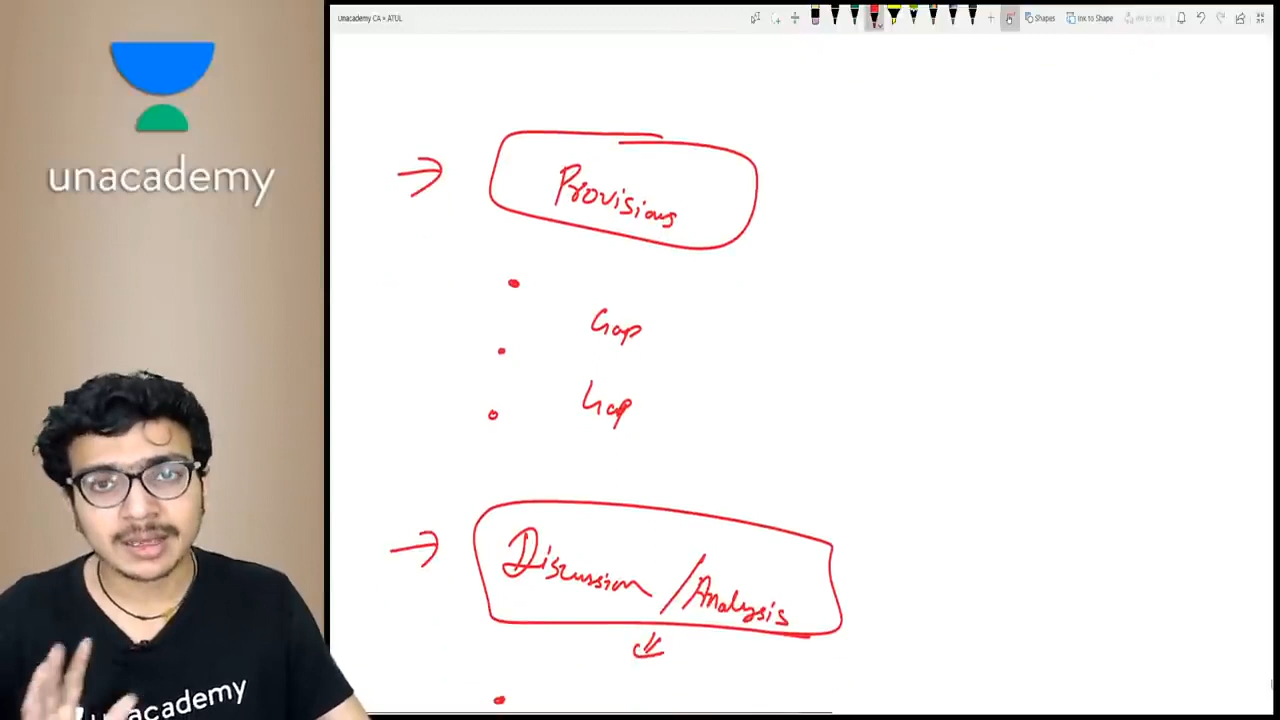 Unacademy CA > ATUL
Shapes
Ink to Shape
unacademy
→ Provisions
Gap
Gap
→ Discussion / Analysis
unacademy